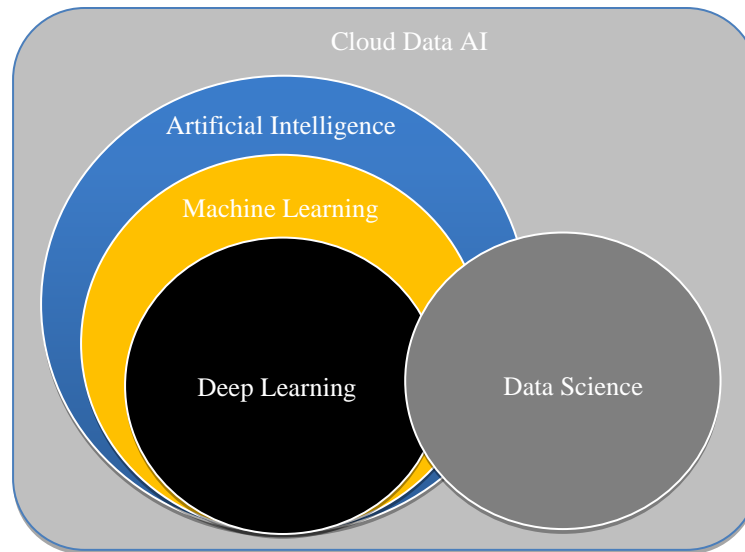 Cloud Data AI
Artificial Intelligence
Machine Learning
Deep Learning
Data Science